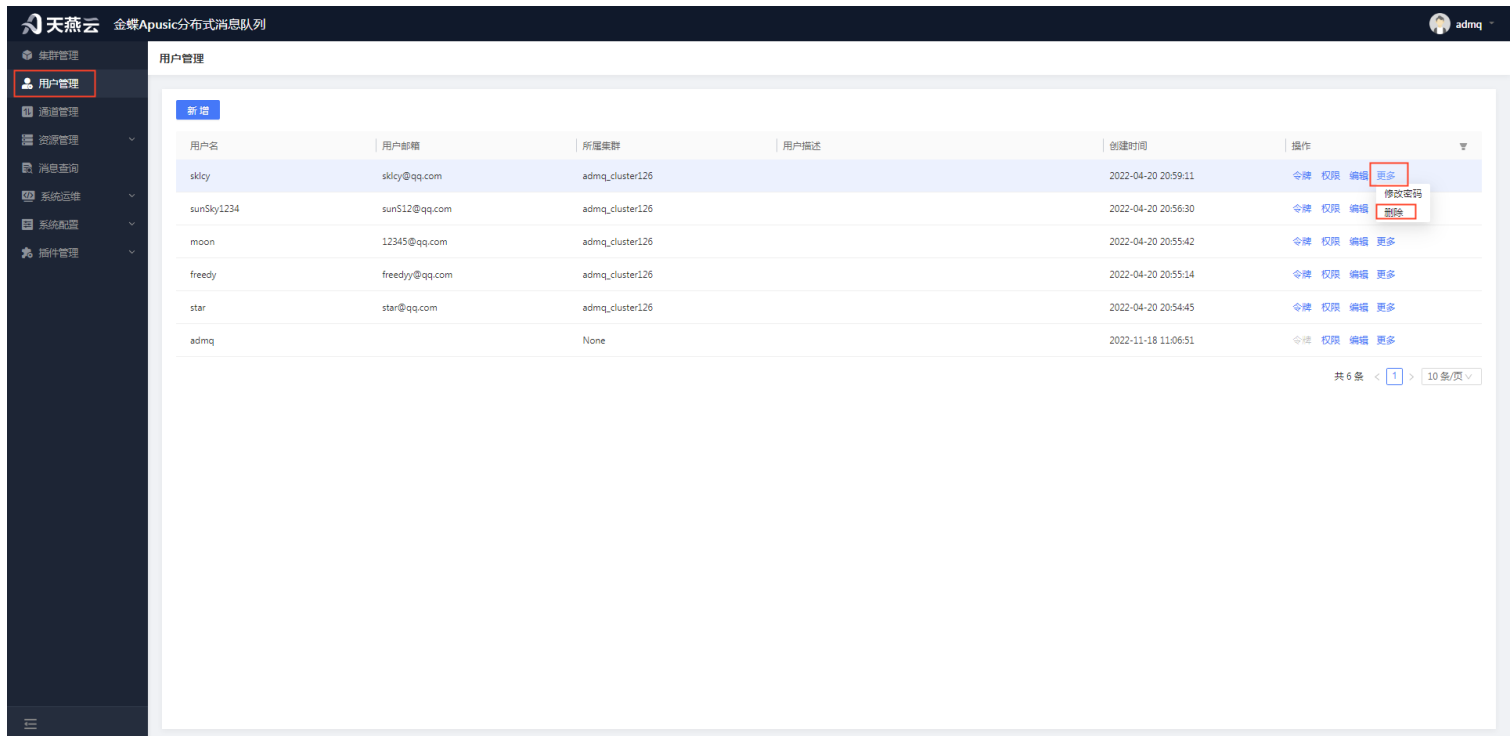 天燕云 金蝶Apusic分布式消息队列 admq
集群管理
用户管理
通道管理
资源管理
消息查询
系统运维
系统配置
插件管理
用户管理
新增
用户名 用户邮箱 所属集群 用户描述 创建时间 操作
sklcy sklcy@qq.com admq_cluster126 2022-04-20 20:59:11 令牌 权限 编辑 更多
修改密码
删除
sunSky1234 sunS12@qq.com admq_cluster126 2022-04-20 20:56:30 令牌 权限 编辑
moon 12345@qq.com admq_cluster126 2022-04-20 20:55:42 令牌 权限 编辑 更多
freedy freedyy@qq.com admq_cluster126 2022-04-20 20:55:14 令牌 权限 编辑 更多
star star@qq.com admq_cluster126 2022-04-20 20:54:45 令牌 权限 编辑 更多
admq None 2022-11-18 11:06:51 令牌 权限 编辑 更多
共 6 条 < 1 > 10 条/页